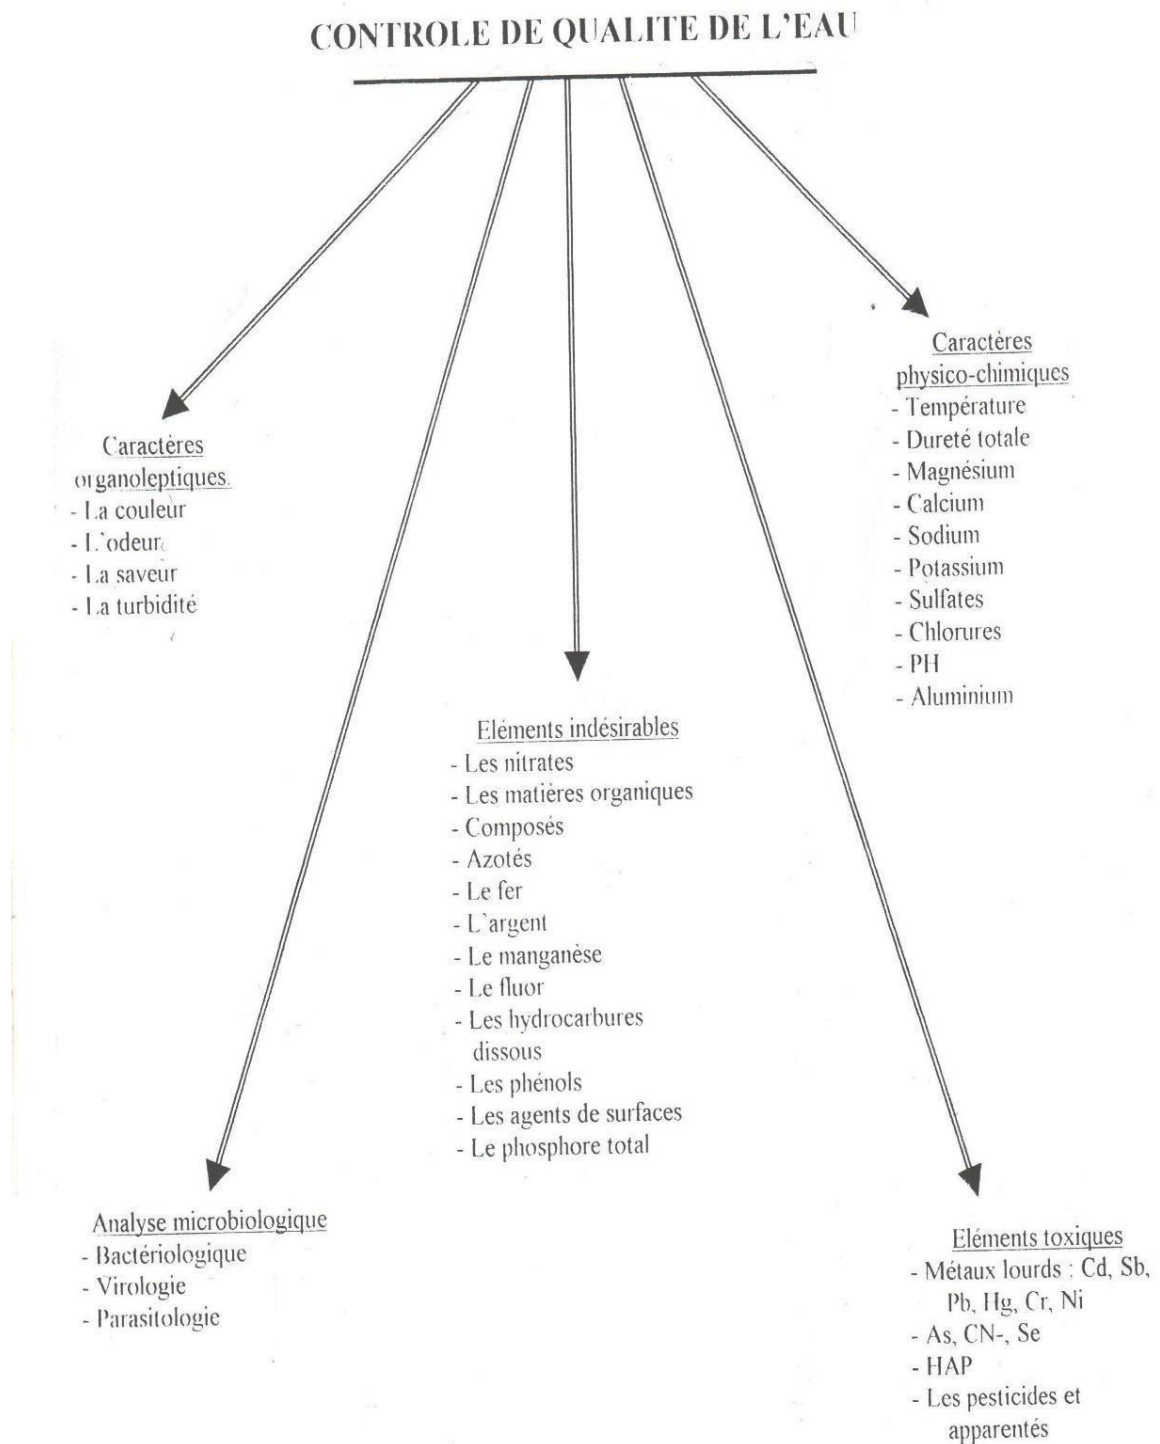 CONTROLE DE QUALITE DE L'EAU
Caractères
organoleptiques.
- La couleur
- L'odeur
- La saveur
- La turbidité
Caractères
physico-chimiques
- Température
- Dureté totale
- Magnésium
- Calcium
- Sodium
- Potassium
- Sulfates
- Chlorures
- PH
- Aluminium
Eléments indésirables
- Les nitrates
- Les matières organiques
- Composés
- Azotés
- Le fer
- L'argent
- Le manganèse
- Le fluor
- Les hydrocarbures
dissous
- Les phénols
- Les agents de surfaces
- Le phosphore total
Analyse microbiologique
- Bactériologique
- Virologie
- Parasitologie
Eléments toxiques
- Métaux lourds : Cd, Sb,
Pb, Hg, Cr, Ni
- As, CN-, Se
- HAP
- Les pesticides et
apparentés